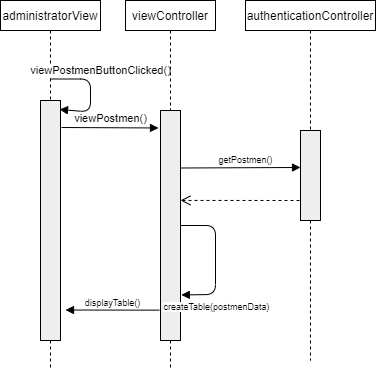 administratorView
viewController
authenticationController
viewPostmenButtonClicked()
viewPostmen()
getPostmen()
displayTable()
createTable(postmenData)